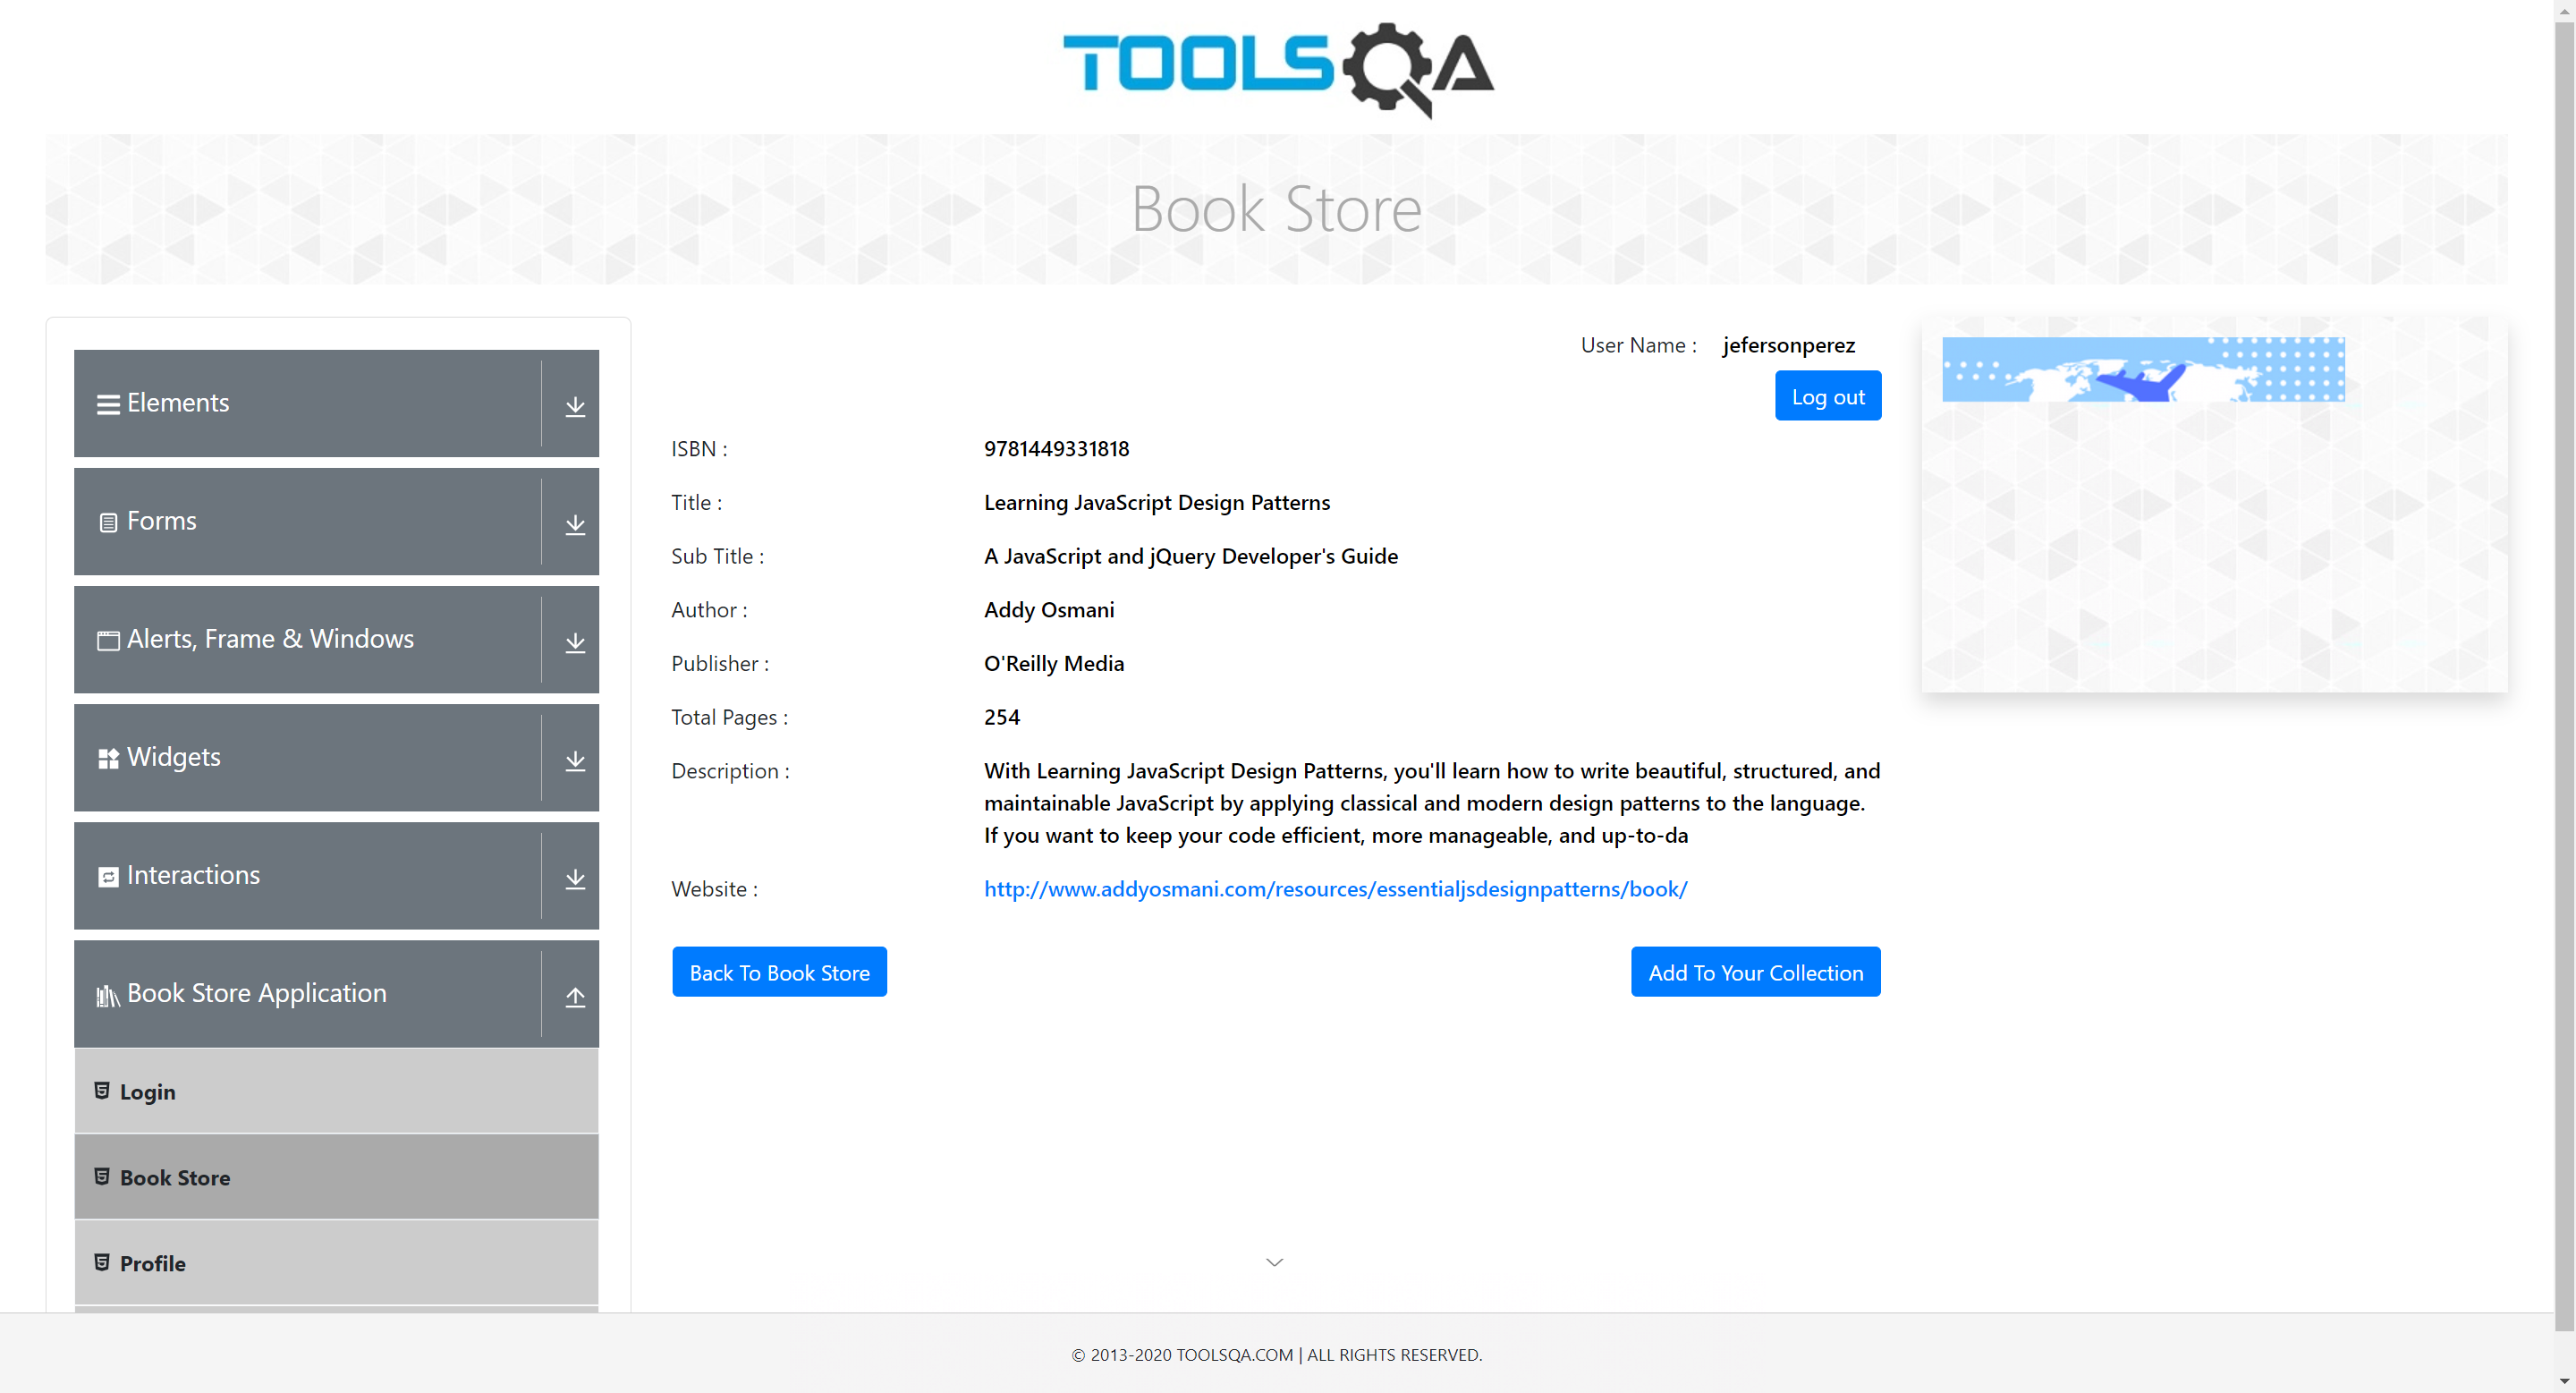 TOOLSQA
Book Store
Elements
Forms
Alerts, Frame & Windows
Widgets
Interactions
Book Store Application
Login
Book Store
Profile
User Name : jefersonperez
Log out
ISBN : 9781449331818
Title : Learning JavaScript Design Patterns
Sub Title : A JavaScript and jQuery Developer's Guide
Author : Addy Osmani
Publisher : O'Reilly Media
Total Pages : 254
Description : With Learning JavaScript Design Patterns, you'll learn how to write beautiful, structured, and
maintainable JavaScript by applying classical and modern design patterns to the language.
If you want to keep your code efficient, more manageable, and up-to-da
Website : http://www.addyosmani.com/resources/essentialjsdesignpatterns/book/
Back To Book Store Add To Your Collection
© 2013-2020 TOOLSQA.COM | ALL RIGHTS RESERVED.